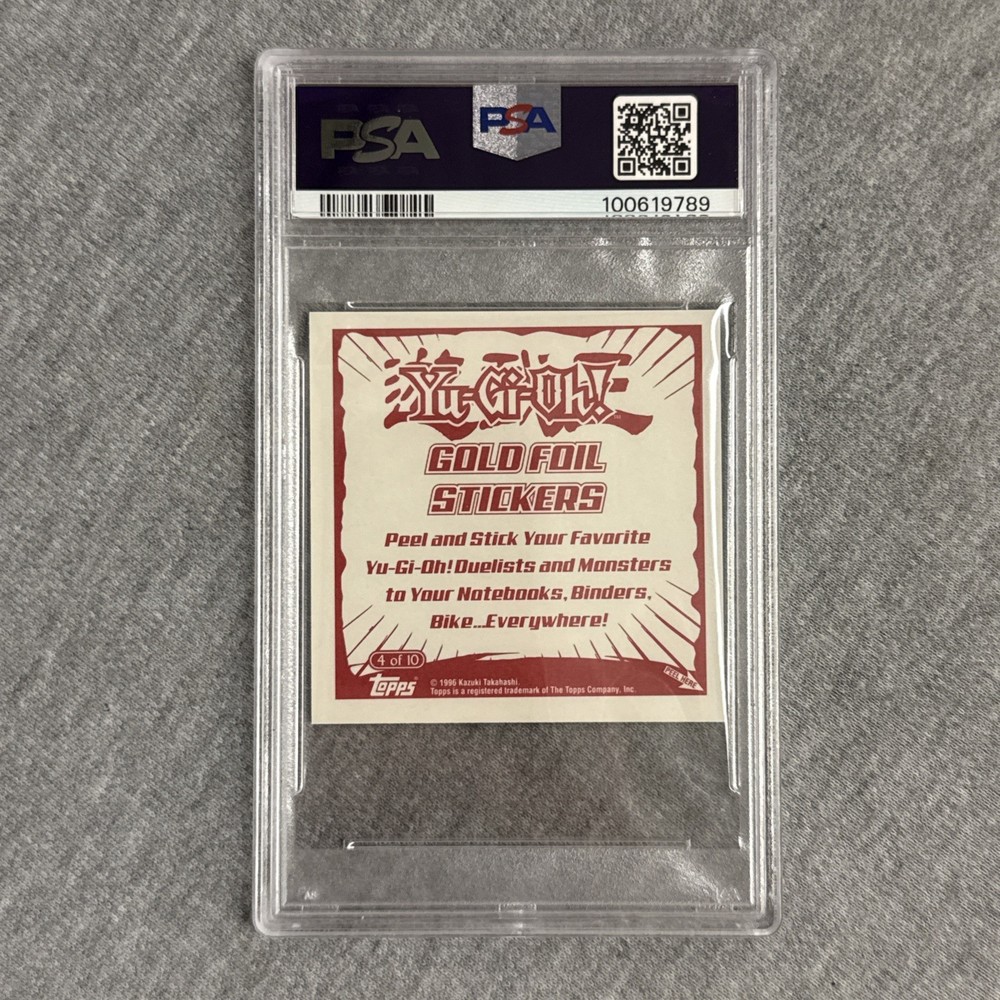 PSA
PSA
100619789
Yu-Gi-Oh!
GOLD FOIL
STICKERS
Peel and Stick Your Favorite
Yu-Gi-Oh! Duelists and Monsters
to Your Notebooks, Binders,
Bike...Everywhere!
4 of 10
topps®
© 1996 Kazuki Takahashi.
Topps is a registered trademark of The Topps Company, Inc.
PEEL HERE